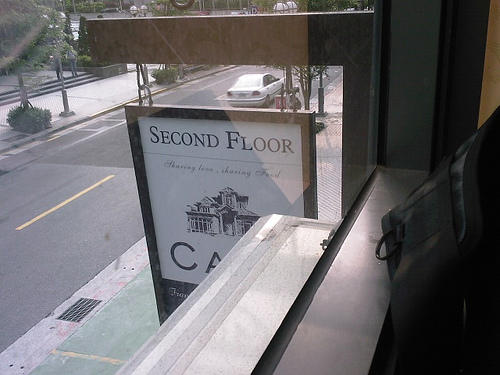 SECOND FLOOR
Sharing love, sharing Food
CA